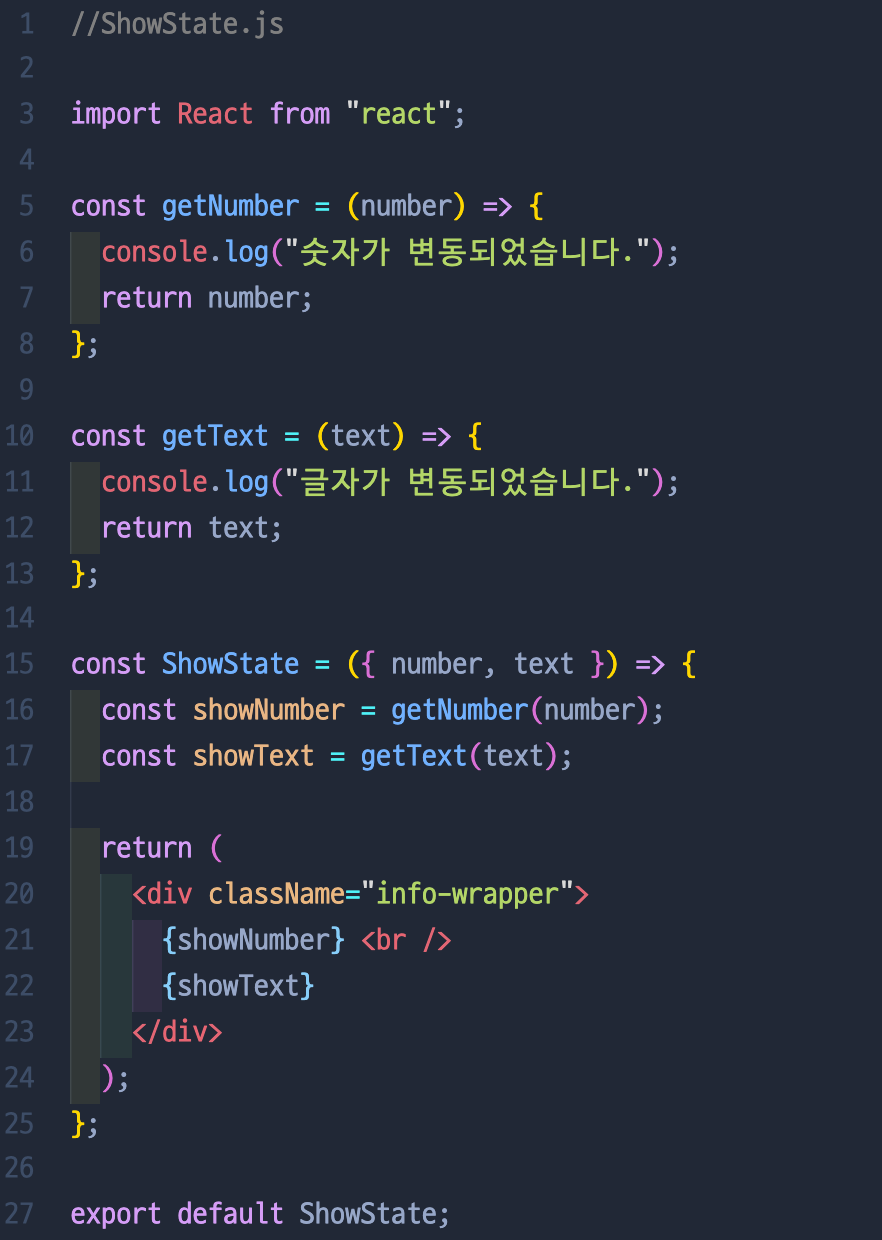 1 //ShowState.js
2
3 import React from "react";
4
5 const getNumber = (number) => {
6   console.log("숫자가 변동되었습니다.");
7   return number;
8 };
9
10 const getText = (text) => {
11   console.log("글자가 변동되었습니다.");
12   return text;
13 };
14
15 const ShowState = ({ number, text }) => {
16   const showNumber = getNumber(number);
17   const showText = getText(text);
18
19   return (
20     <div className="info-wrapper">
21       {showNumber} <br />
22       {showText}
23     </div>
24   );
25 };
26
27 export default ShowState;